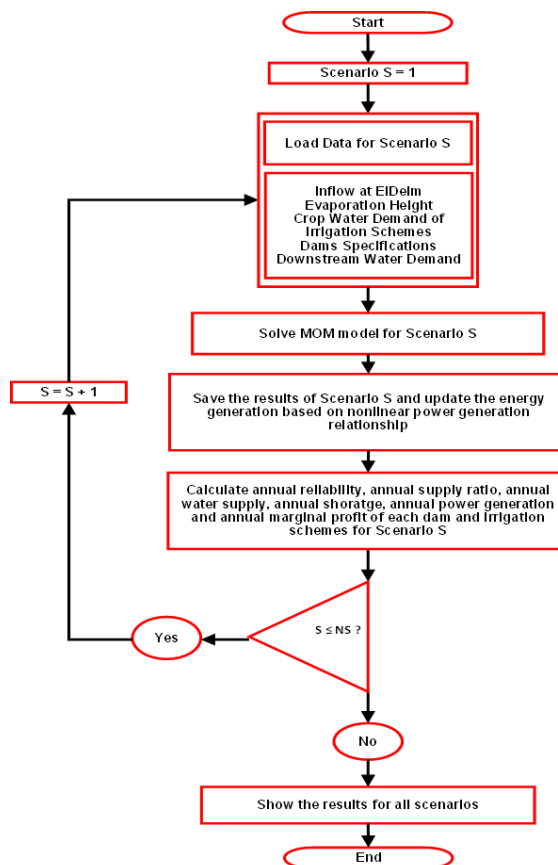 Start
Scenario S = 1
Load Data for Scenario S
Inflow at ElDeim
Evaporation Height
Crop Water Demand of
Irrigation Schemes
Dams Specifications
Downstream Water Demand
Solve MOM model for Scenario S
S = S + 1
Save the results of Scenario S and update the energy
generation based on nonlinear power generation
relationship
Calculate annual reliability, annual supply ratio, annual
water supply, annual shoratge, annual power generation
and annual marginal profit of each dam and irrigation
schemes for Scenario S
S ≤ NS ?
Yes
No
Show the results for all scenarios
End